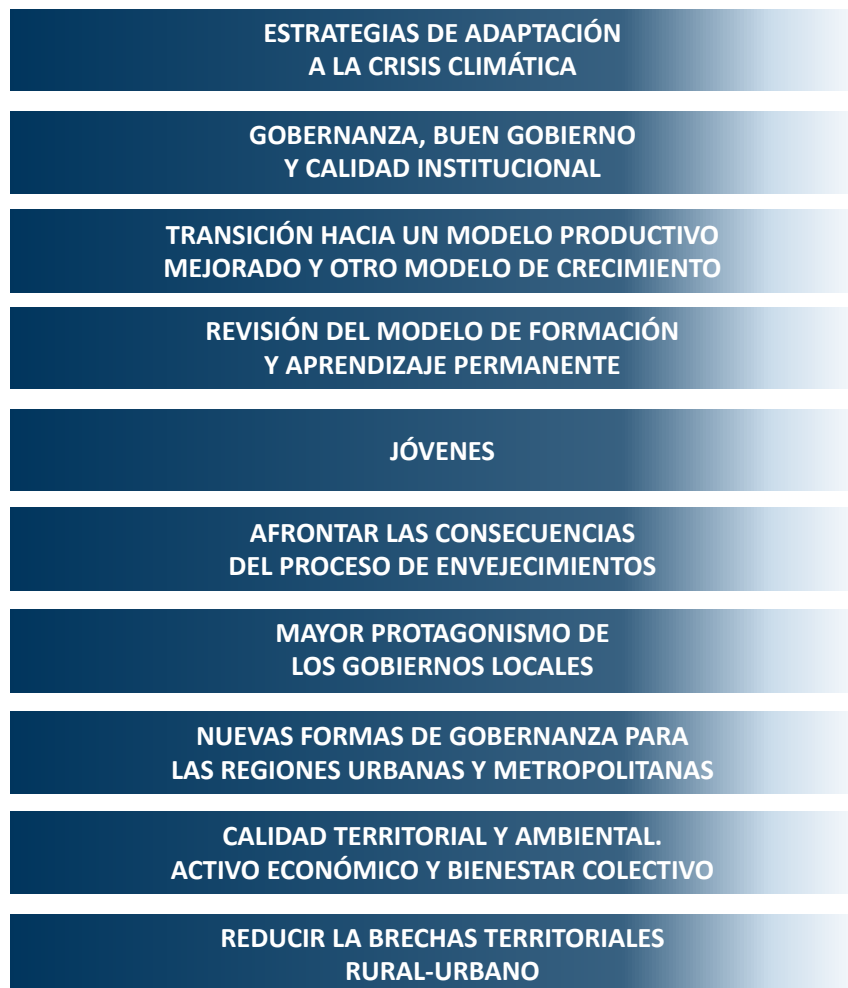 ESTRATEGIAS DE ADAPTACIÓN
A LA CRISIS CLIMÁTICA
GOBERNANZA, BUEN GOBIERNO
Y CALIDAD INSTITUCIONAL
TRANSICIÓN HACIA UN MODELO PRODUCTIVO
MEJORADO Y OTRO MODELO DE CRECIMIENTO
REVISIÓN DEL MODELO DE FORMACIÓN
Y APRENDIZAJE PERMANENTE
JÓVENES
AFRONTAR LAS CONSECUENCIAS
DEL PROCESO DE ENVEJECIMIENTOS
MAYOR PROTAGONISMO DE
LOS GOBIERNOS LOCALES
NUEVAS FORMAS DE GOBERNANZA PARA
LAS REGIONES URBANAS Y METROPOLITANAS
CALIDAD TERRITORIAL Y AMBIENTAL.
ACTIVO ECONÓMICO Y BIENESTAR COLECTIVO
REDUCIR LA BRECHAS TERRITORIALES
RURAL-URBANO